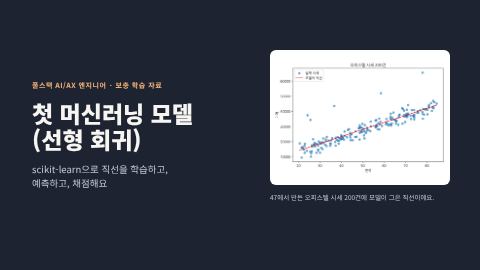 풀스택 AI/AX 엔지니어 · 보충 학습 자료
첫 머신러닝 모델
(선형 회귀)
scikit-learn으로 직선을 학습하고,
예측하고, 채점해요
47에서 만든 오피스텔 시세 200건에 모델이 그은 직선이에요.